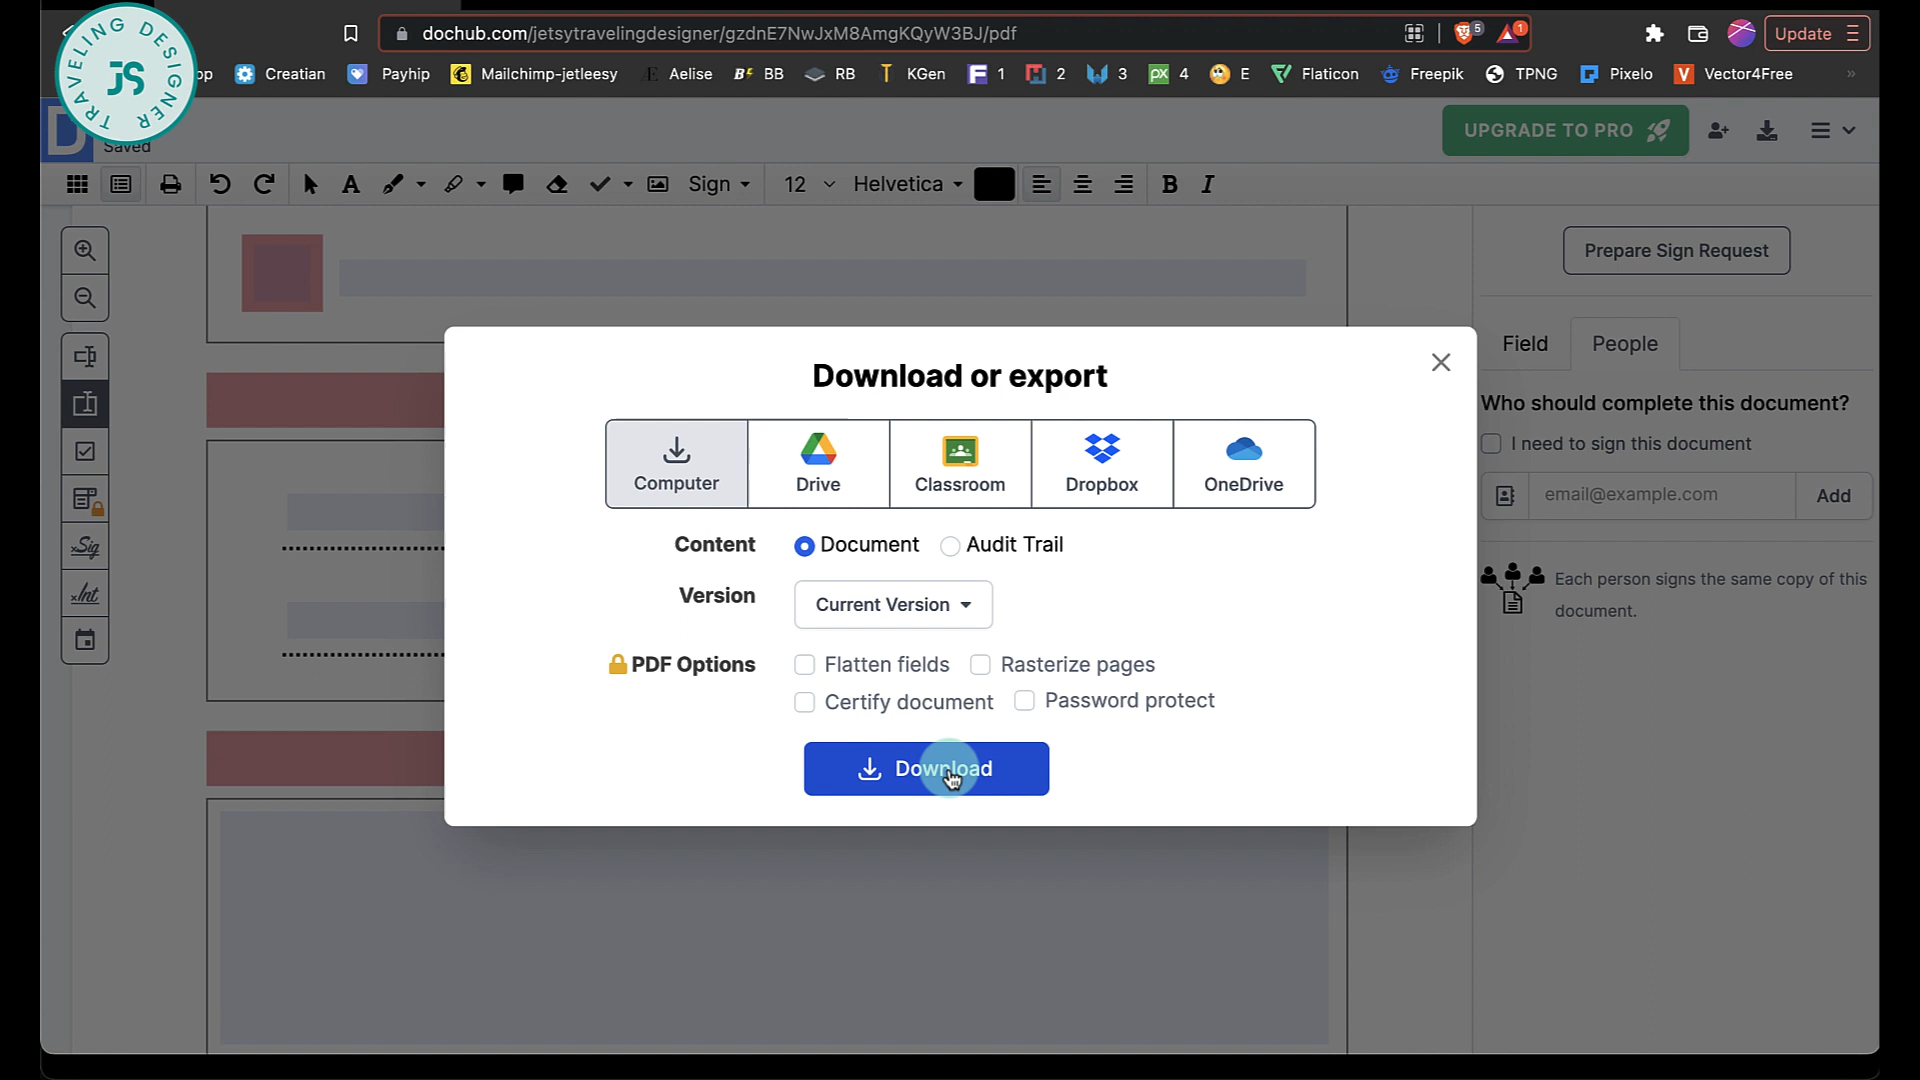 TRAVELING DESIGNER
JS
dochub.com/jetsytravelingdesigner/gzdnE7NwJxM8AmgKQyW3BJ/pdf
5
1
Update
op
Creatian
Payhip
Mailchimp-jetleesy
Aelise
BB
RB
KGen
1
2
3
4
E
Flaticon
Freepik
TPNG
Pixelo
Vector4Free
»
D
Saved
UPGRADE TO PRO
Sign
12
Helvetica
B
I
Prepare Sign Request
Field
People
Who should complete this document?
I need to sign this document
email@example.com
Add
Each person signs the same copy of this
document.
xSig
xInt
Download or export
Computer
Drive
Classroom
Dropbox
OneDrive
Content
Document
Audit Trail
Version
Current Version
PDF Options
Flatten fields
Rasterize pages
Certify document
Password protect
Download